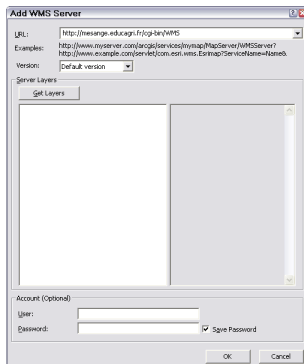 Add WMS Server
URL: http://mesange.educagri.fr/cgi-bin/WMS
Examples: http://www.myserver.com/arcgis/services/mymap/MapServer/WMSServer?
http://www.example.com/servlet/com.esri.wms.Esrimap?ServiceName=Name&
Version: Default version
Server Layers
Get Layers
Account (Optional)
User:
Password:
Save Password
OK Cancel